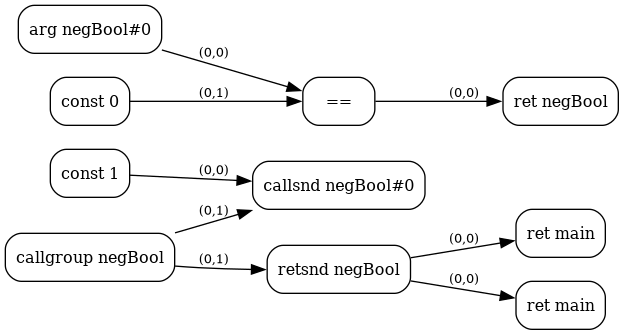 arg negBool#0
(0,0)
const 0
(0,1)
==
(0,0)
ret negBool
const 1
(0,0)
callsnd negBool#0
(0,1)
callgroup negBool
(0,1)
retsnd negBool
(0,0)
ret main
(0,0)
ret main